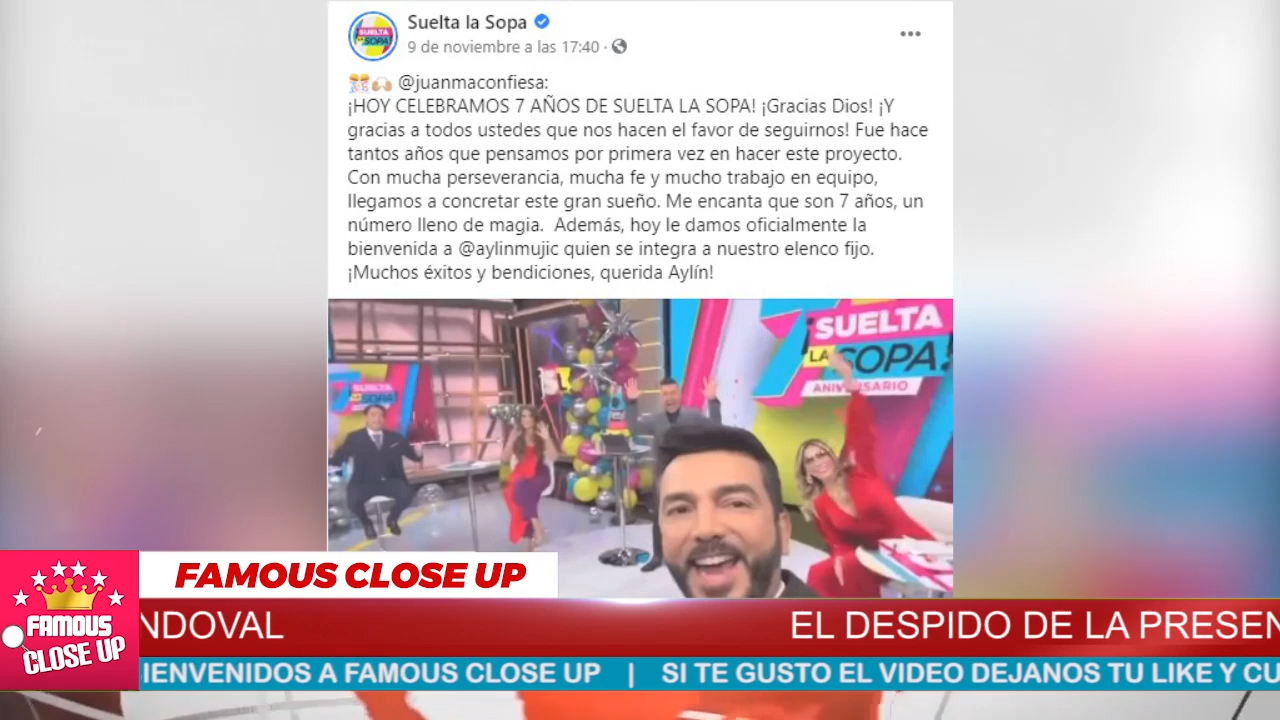 Suelta la Sopa
9 de noviembre a las 17:40 ·
@juanmaconfiesa:
¡HOY CELEBRAMOS 7 AÑOS DE SUELTA LA SOPA! ¡Gracias Dios! ¡Y
gracias a todos ustedes que nos hacen el favor de seguirnos! Fue hace
tantos años que pensamos por primera vez en hacer este proyecto.
Con mucha perseverancia, mucha fe y mucho trabajo en equipo,
llegamos a concretar este gran sueño. Me encanta que son 7 años, un
número lleno de magia.  Además, hoy le damos oficialmente la
bienvenida a @aylinmujic quien se integra a nuestro elenco fijo.
¡Muchos éxitos y bendiciones, querida Aylín!
SUELTA
LA SOPA!
ANIVERSARIO
SUELTA
LA SOPA!
FAMOUS CLOSE UP
FAMOUS
CLOSE UP
NDOVAL EL DESPIDO DE LA PRESEN
IENVENIDOS A FAMOUS CLOSE UP | SI TE GUSTO EL VIDEO DEJANOS TU LIKE Y CU